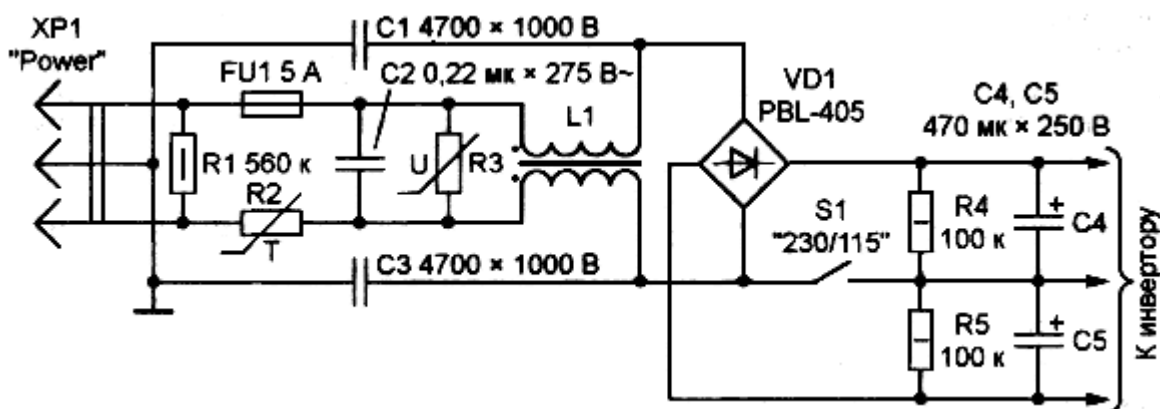 XP1
"Power"
C1 4700 × 1000 В
FU1 5 А
C2 0,22 мк × 275 В~
L1
VD1
PBL-405
C4, C5
470 мк × 250 В
R1 560 к
U
R3
R2
T
S1
"230/115"
R4
100 к
+
C4
C3 4700 × 1000 В
R5
100 к
+
C5
К инвертору